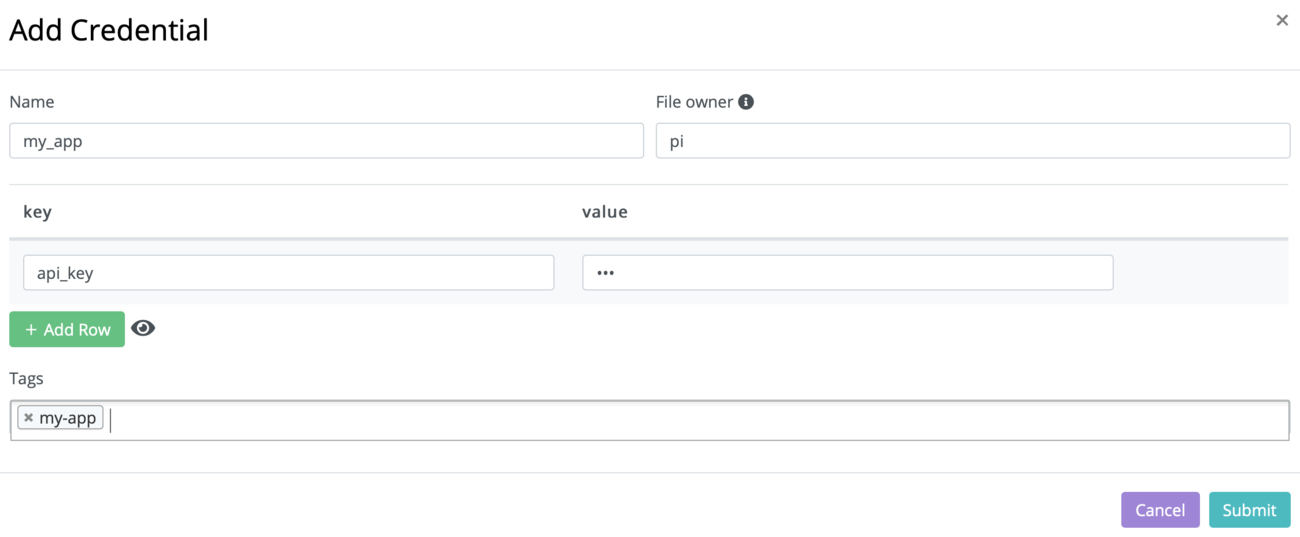 Add Credential
×
Name
File owner
my_app
pi
key
value
api_key
•••
+ Add Row
Tags
× my-app
Cancel
Submit